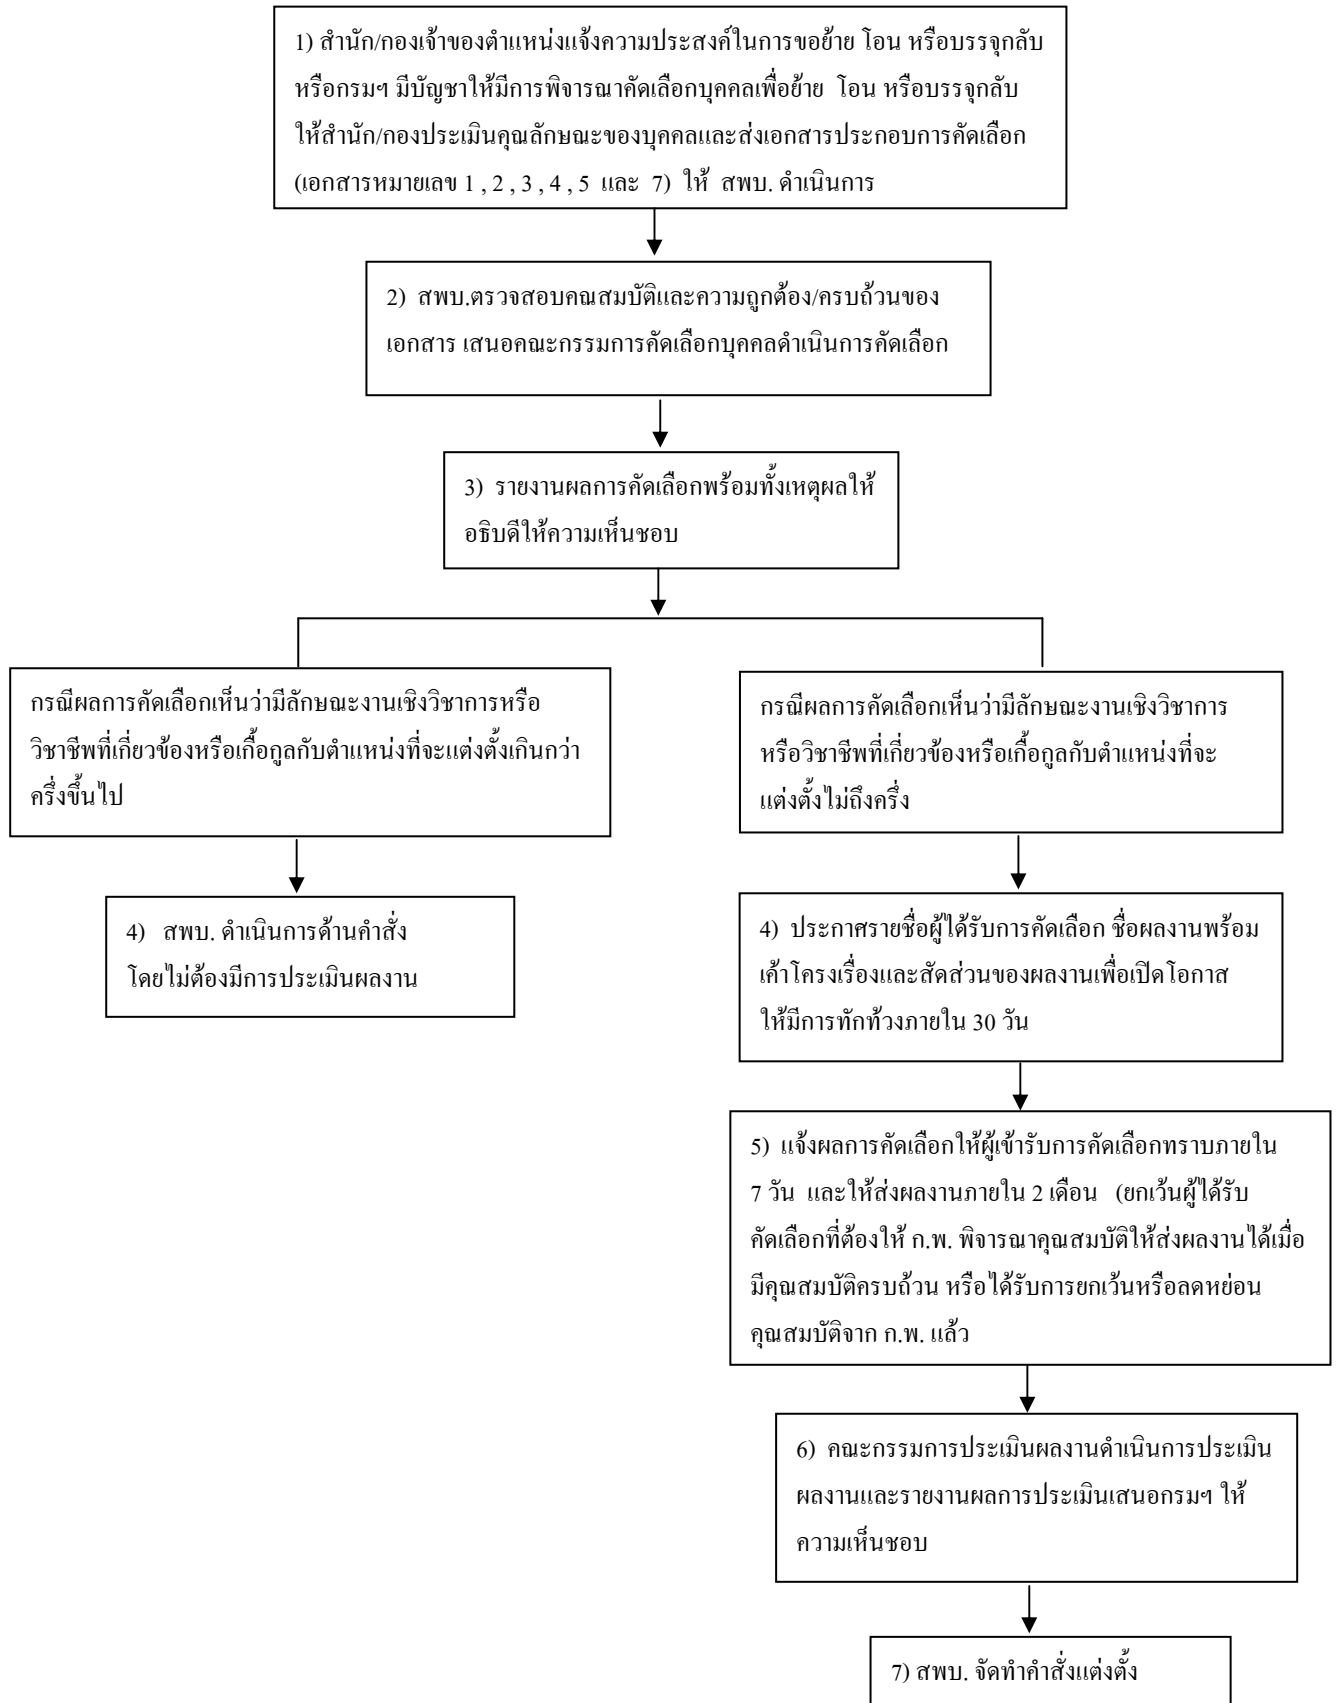 1) สำนัก/กองเจ้าของตำแหน่งแจ้งความประสงค์ในการขอย้าย โอน หรือบรรจุกลับ
หรือกรมฯ มีบัญชาให้มีการพิจารณาคัดเลือกบุคคลเพื่อย้าย โอน หรือบรรจุกลับ
ให้สำนัก/กองประเมินคุณลักษณะของบุคคลและส่งเอกสารประกอบการคัดเลือก
(เอกสารหมายเลข 1 , 2 , 3 , 4 , 5 และ 7) ให้ สพบ. ดำเนินการ
2) สพบ.ตรวจสอบคณสมบัติและความถูกต้อง/ครบถ้วนของ
เอกสาร เสนอคณะกรรมการคัดเลือกบุคคลดำเนินการคัดเลือก
3) รายงานผลการคัดเลือกพร้อมทั้งเหตุผลให้
อธิบดีให้ความเห็นชอบ
กรณีผลการคัดเลือกเห็นว่ามีลักษณะงานเชิงวิชาการหรือ
วิชาชีพที่เกี่ยวข้องหรือเกื้อกูลกับตำแหน่งที่จะแต่งตั้งเกินกว่า
ครึ่งขึ้นไป
4) สพบ. ดำเนินการด้านคำสั่ง
โดยไม่ต้องมีการประเมินผลงาน
กรณีผลการคัดเลือกเห็นว่ามีลักษณะงานเชิงวิชาการ
หรือวิชาชีพที่เกี่ยวข้องหรือเกื้อกูลกับตำแหน่งที่จะ
แต่งตั้งไม่ถึงครึ่ง
4) ประกาศรายชื่อผู้ได้รับการคัดเลือก ชื่อผลงานพร้อม
เค้าโครงเรื่องและสัดส่วนของผลงานเพื่อเปิดโอกาส
ให้มีการทักท้วงภายใน 30 วัน
5) แจ้งผลการคัดเลือกให้ผู้เข้ารับการคัดเลือกทราบภายใน
7 วัน และให้ส่งผลงานภายใน 2 เดือน (ยกเว้นผู้ได้รับ
คัดเลือกที่ต้องให้ ก.พ. พิจารณาคุณสมบัติให้ส่งผลงานได้เมื่อ
มีคุณสมบัติครบถ้วน หรือได้รับการยกเว้นหรือลดหย่อน
คุณสมบัติจาก ก.พ. แล้ว
6) คณะกรรมการประเมินผลงานดำเนินการประเมิน
ผลงานและรายงานผลการประเมินเสนอกรมฯ ให้
ความเห็นชอบ
7) สพบ. จัดทำคำสั่งแต่งตั้ง